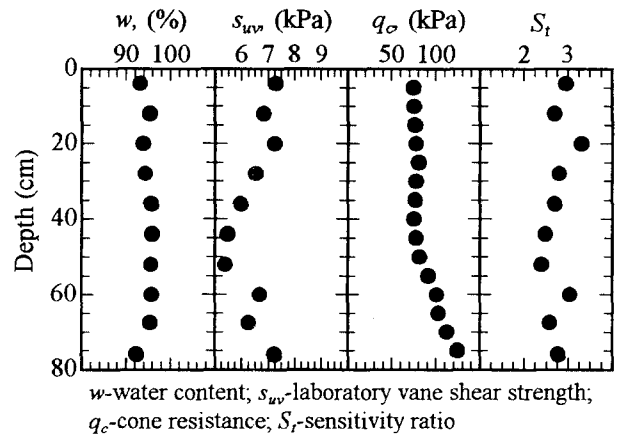 w, (%) s_uv, (kPa) q_c, (kPa) S_t
90 100 6 7 8 9 50 100 2 3
0
20
40
60
80
Depth (cm)
w-water content; s_uv-laboratory vane shear strength;
q_c-cone resistance; S_t-sensitivity ratio